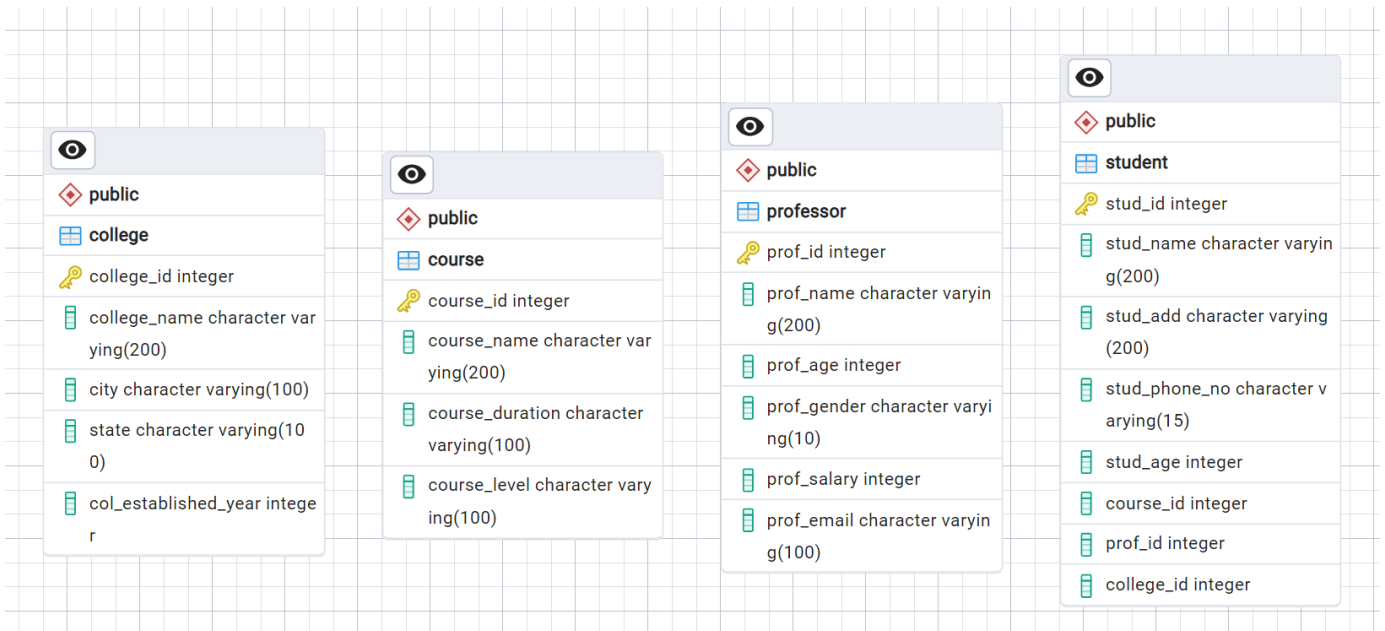 public
college
college_id integer
college_name character var
ying(200)
city character varying(100)
state character varying(10
0)
col_established_year intege
r
public
course
course_id integer
course_name character var
ying(200)
course_duration character
varying(100)
course_level character vary
ing(100)
public
professor
prof_id integer
prof_name character varyin
g(200)
prof_age integer
prof_gender character varyi
ng(10)
prof_salary integer
prof_email character varyin
g(100)
public
student
stud_id integer
stud_name character varyin
g(200)
stud_add character varying
(200)
stud_phone_no character v
arying(15)
stud_age integer
course_id integer
prof_id integer
college_id integer